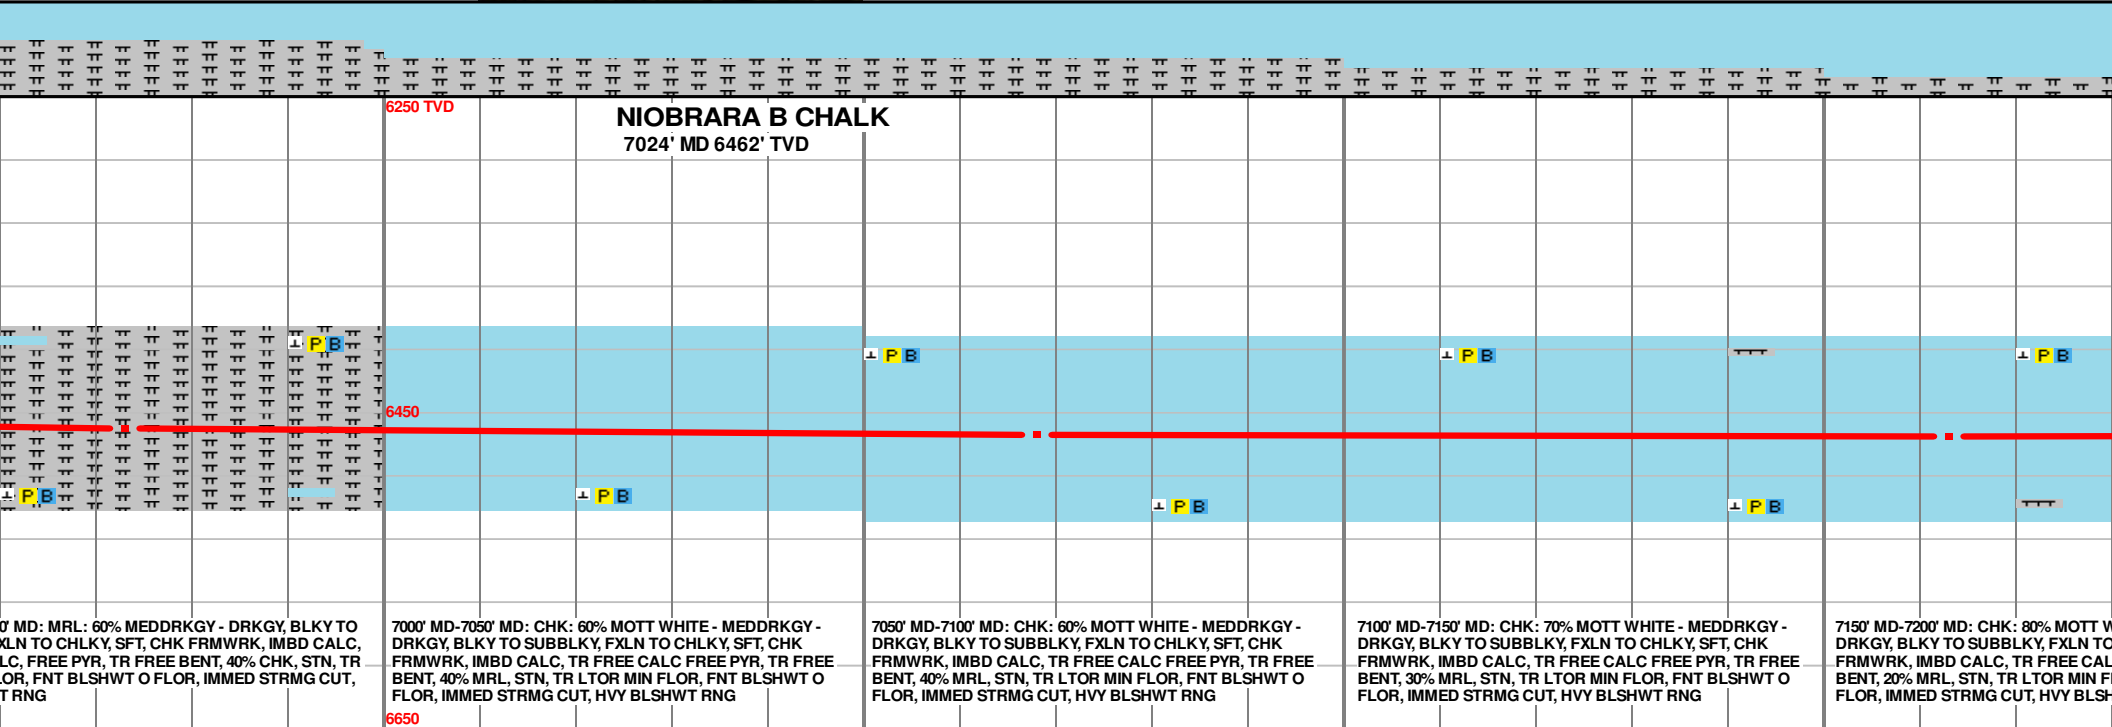 6250 TVD
NIOBRARA B CHALK
7024' MD 6462' TVD
P B
P B
P B
P B
6450
P B
P B
P B
P B
0' MD: MRL: 60% MEDDRKGY - DRKGY, BLKY TO
XLN TO CHLKY, SFT, CHK FRMWRK, IMBD CALC,
LC, FREE PYR, TR FREE BENT, 40% CHK, STN, TR
OR, FNT BLSHWT O FLOR, IMMED STRMG CUT,
T RNG
7000' MD-7050' MD: CHK: 60% MOTT WHITE - MEDDRKGY -
DRKGY, BLKY TO SUBBLKY, FXLN TO CHLKY, SFT, CHK
FRMWRK, IMBD CALC, TR FREE CALC FREE PYR, TR FREE
BENT, 40% MRL, STN, TR LTOR MIN FLOR, FNT BLSHWT O
FLOR, IMMED STRMG CUT, HVY BLSHWT RNG
7050' MD-7100' MD: CHK: 60% MOTT WHITE - MEDDRKGY -
DRKGY, BLKY TO SUBBLKY, FXLN TO CHLKY, SFT, CHK
FRMWRK, IMBD CALC, TR FREE CALC FREE PYR, TR FREE
BENT, 40% MRL, STN, TR LTOR MIN FLOR, FNT BLSHWT O
FLOR, IMMED STRMG CUT, HVY BLSHWT RNG
7100' MD-7150' MD: CHK: 70% MOTT WHITE - MEDDRKGY -
DRKGY, BLKY TO SUBBLKY, FXLN TO CHLKY, SFT, CHK
FRMWRK, IMBD CALC, TR FREE CALC FREE PYR, TR FREE
BENT, 30% MRL, STN, TR LTOR MIN FLOR, FNT BLSHWT O
FLOR, IMMED STRMG CUT, HVY BLSHWT RNG
7150' MD-7200' MD: CHK: 80% MOTT W
DRKGY, BLKY TO SUBBLKY, FXLN TO
FRMWRK, IMBD CALC, TR FREE CAL
BENT, 20% MRL, STN, TR LTOR MIN F
FLOR, IMMED STRMG CUT, HVY BLSH
6650